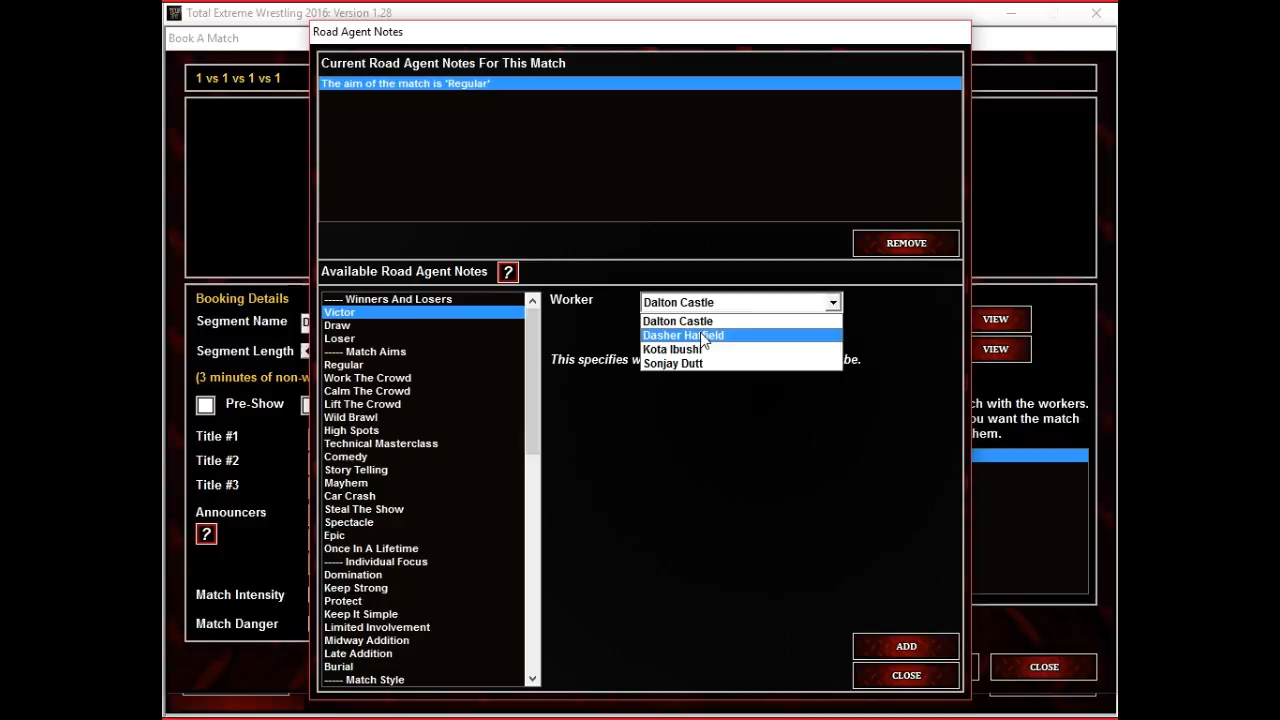 Total Extreme Wrestling 2016: Version 1.28
Book A Match
Road Agent Notes
1 vs 1 vs 1 vs 1
Current Road Agent Notes For This Match
The aim of the match is 'Regular'
REMOVE
Available Road Agent Notes ?
----- Winners And Losers
Victor
Draw
Loser
----- Match Aims
Regular
Work The Crowd
Calm The Crowd
Lift The Crowd
Wild Brawl
High Spots
Technical Masterclass
Comedy
Story Telling
Mayhem
Car Crash
Steal The Show
Spectacle
Epic
Once In A Lifetime
----- Individual Focus
Domination
Keep Strong
Protect
Keep It Simple
Limited Involvement
Midway Addition
Late Addition
Burial
----- Match Style
Worker
Dalton Castle
Dalton Castle
Dasher Hatfield
Kota Ibushi
Sonjay Dutt
This specifies w
be.
ADD
CLOSE
Booking Details
Segment Name
Segment Length
(3 minutes of non-w
Pre-Show
Title #1
Title #2
Title #3
Announcers
?
Match Intensity
Match Danger
VIEW
VIEW
ch with the workers.
ou want the match
hem.
CLOSE